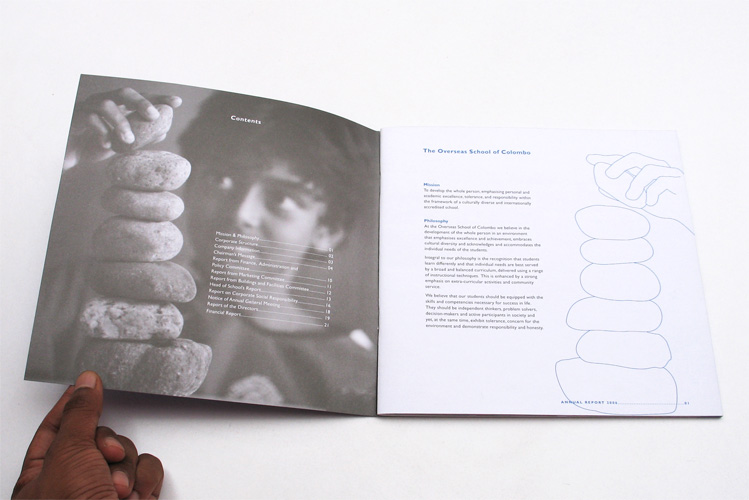 Contents
Mission & Philosophy 01
Corporate Structure 02
Company Information 03
Chairman's Message 04
Report from Finance, Administration and
Policy Committee 10
Report from Marketing Committee 11
Report from Buildings and Facilities Committee 12
Head of School's Report 13
Report on Corporate Social Responsibility 15
Notice of Annual General Meeting 16
Report of the Directors 18
Financial Report 19
21
The Overseas School of Colombo
Mission
To develop the whole person, emphasising personal and
academic excellence, tolerance, and responsibility within
the framework of a culturally diverse and internationally
accredited school.
Philosophy
At the Overseas School of Colombo we believe in the
development of the whole person in an environment
that emphasises excellence and achievement, embraces
cultural diversity and acknowledges and accommodates the
individual needs of the students.
Integral to our philosophy is the recognition that students
learn differently and that individual needs are best served
by a broad and balanced curriculum, delivered using a range
of instructional techniques. This is enhanced by a strong
emphasis on extra-curricular activities and community
service.
We believe that our students should be equipped with the
skills and competencies necessary for success in life.
They should be independent thinkers, problem solvers,
decision-makers and active participants in society and
yet, at the same time, exhibit tolerance, concern for the
environment and demonstrate responsibility and honesty.
ANNUAL REPORT 2005 01